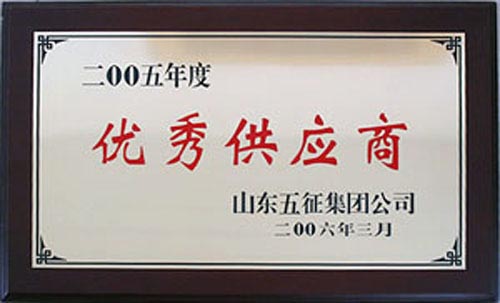 二00五年度
优秀供应商
山东五征集团公司
二00六年三月